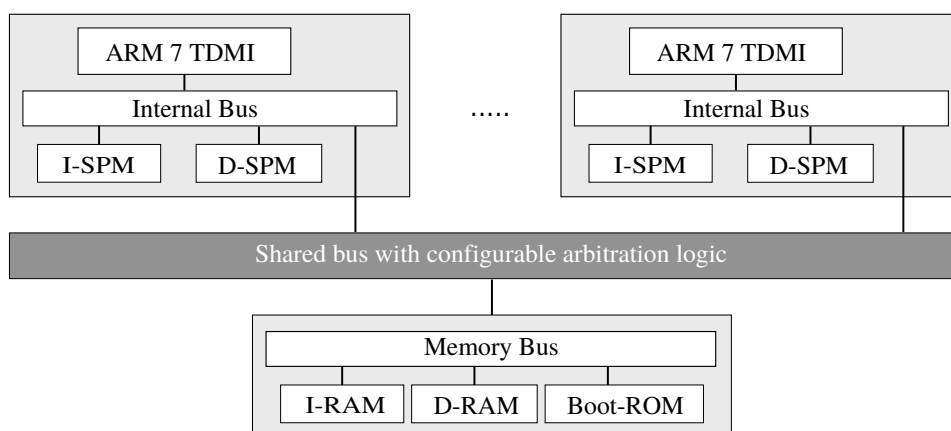 ARM 7 TDMI
Internal Bus
I-SPM D-SPM
.....
ARM 7 TDMI
Internal Bus
I-SPM D-SPM
Shared bus with configurable arbitration logic
Memory Bus
I-RAM D-RAM Boot-ROM